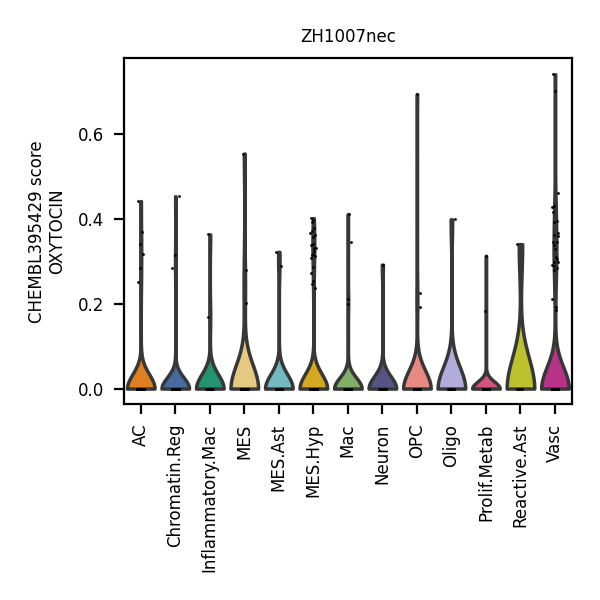 ZH1007nec
CHEMBL395429 score
OXYTOCIN
0.6
0.4
0.2
0.0
AC
Chromatin.Reg
Inflammatory.Mac
MES
MES.Ast
MES.Hyp
Mac
Neuron
OPC
Oligo
Prolif.Metab
Reactive.Ast
Vasc